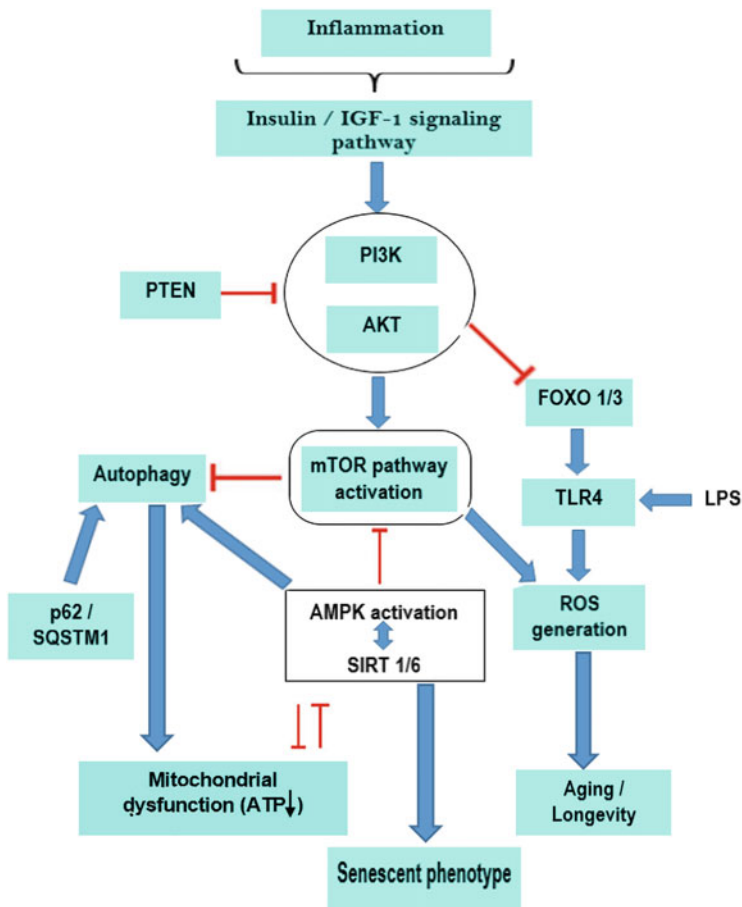 Inflammation
Insulin / IGF-1 signaling
pathway
PI3K
PTEN
AKT
FOXO 1/3
Autophagy
mTOR pathway
activation
TLR4
LPS
p62 /
SQSTM1
AMPK activation
SIRT 1/6
ROS
generation
Mitochondrial
dysfunction (ATP↓)
Aging /
Longevity
Senescent phenotype